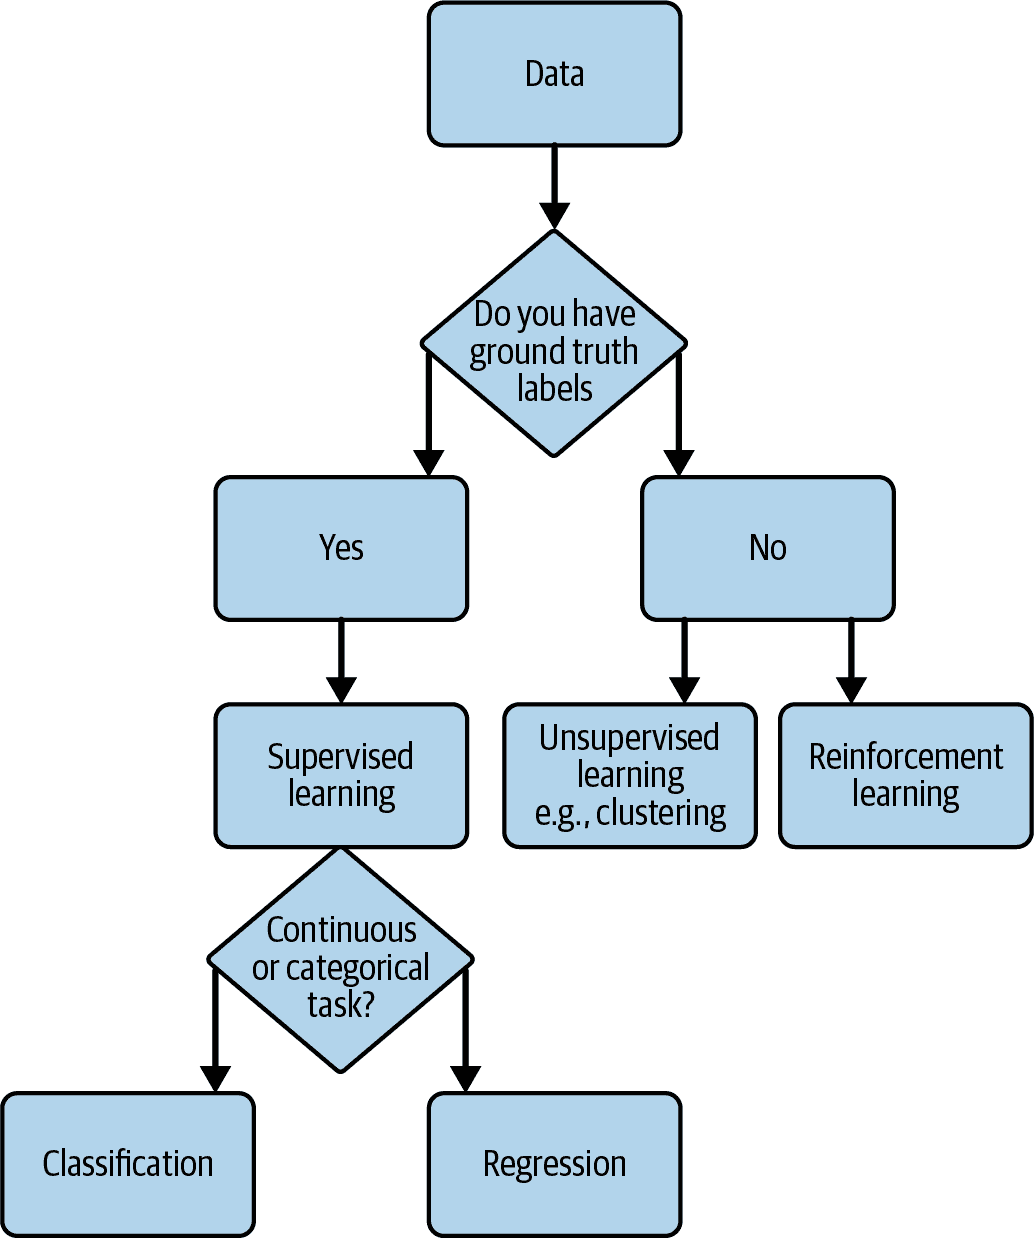 Data
Do you have
ground truth
labels
Yes
No
Supervised
learning
Unsupervised
learning
e.g., clustering
Reinforcement
learning
Continuous
or categorical
task?
Classification
Regression